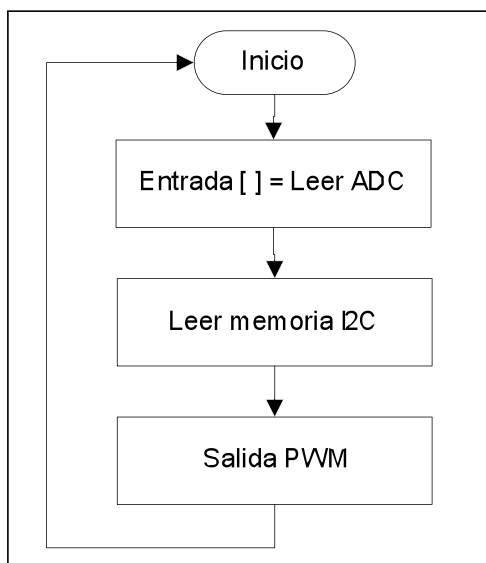 Inicio
Entrada [ ] = Leer ADC
Leer memoria I2C
Salida PWM